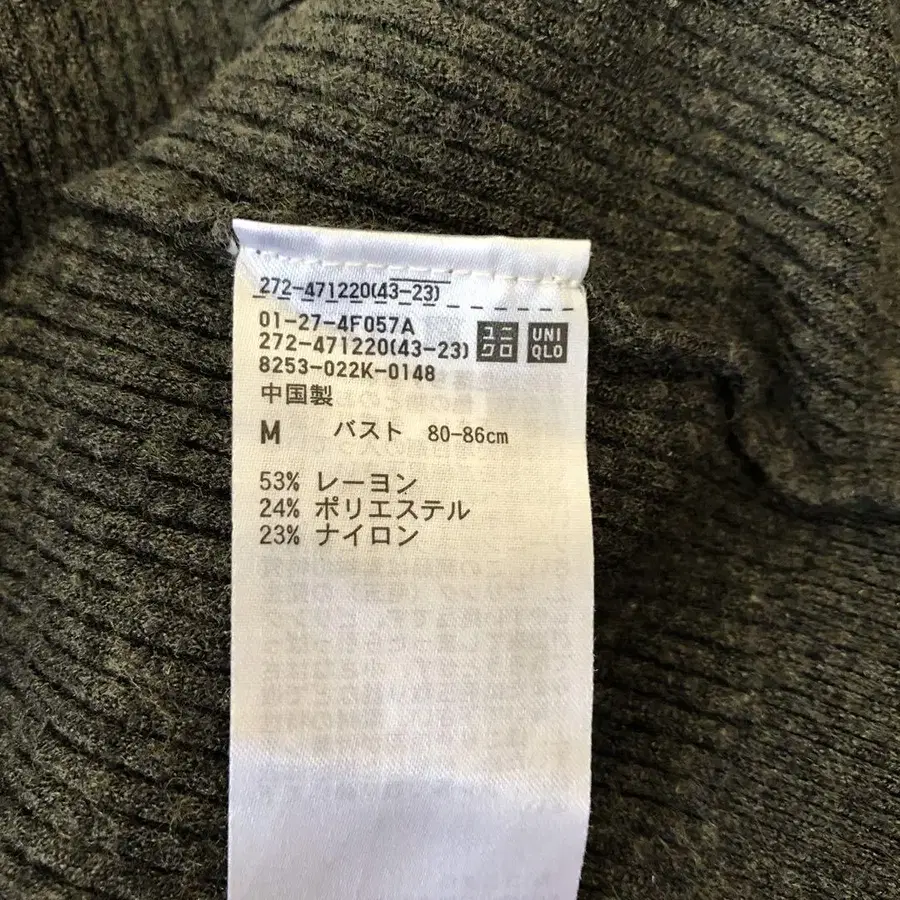 272-471220(43-23)
01-27-4F057A
272-471220(43-23)
8253-022K-0148
ユニクロ
UNIQLO
中国製
M バスト 80-86cm
53% レーヨン
24% ポリエステル
23% ナイロン